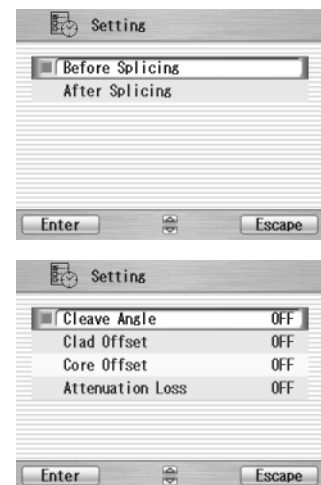 Setting
Before Splicing
After Splicing
Enter Escape
Setting
Cleave Angle OFF
Clad Offset OFF
Core Offset OFF
Attenuation Loss OFF
Enter Escape